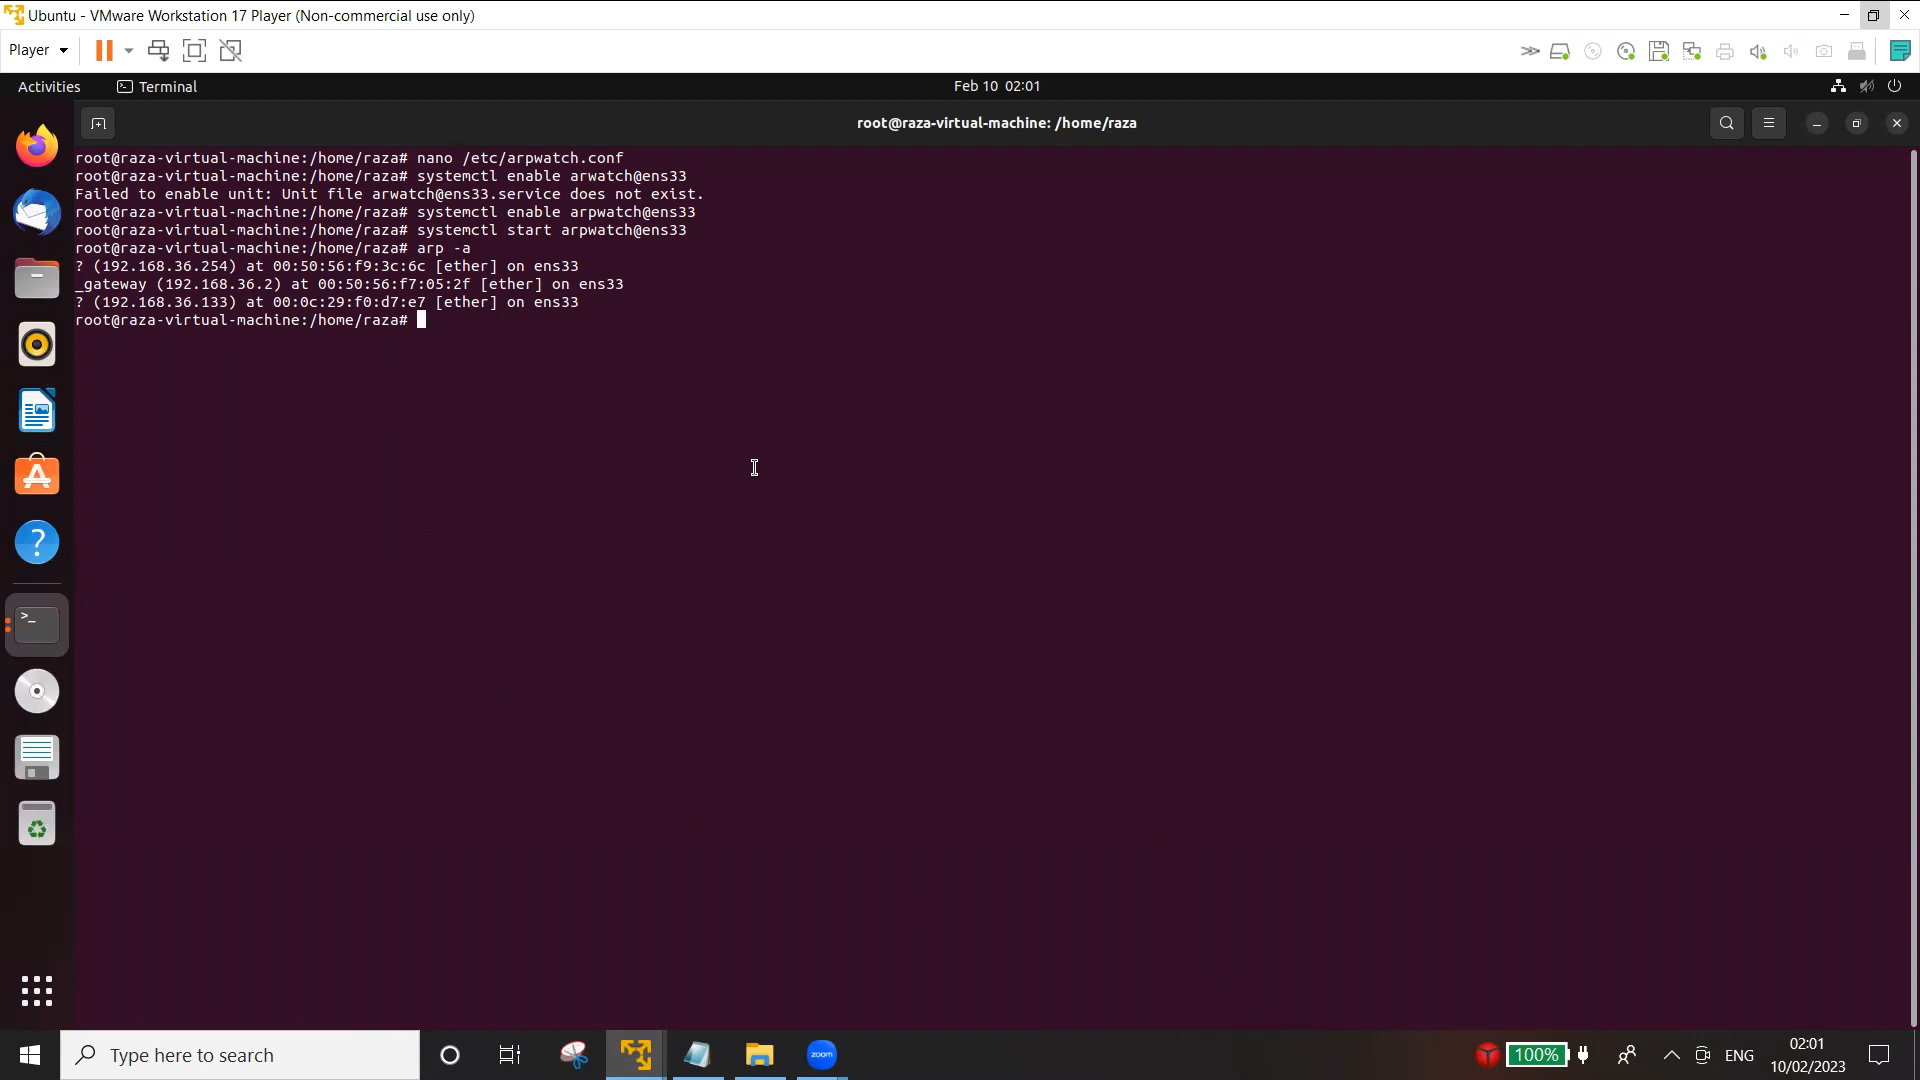 Ubuntu - VMware Workstation 17 Player (Non-commercial use only)
Player
Activities
Terminal
Feb 10 02:01
root@raza-virtual-machine: /home/raza
root@raza-virtual-machine:/home/raza# nano /etc/arpwatch.conf
root@raza-virtual-machine:/home/raza# systemctl enable arwatch@ens33
Failed to enable unit: Unit file arwatch@ens33.service does not exist.
root@raza-virtual-machine:/home/raza# systemctl enable arpwatch@ens33
root@raza-virtual-machine:/home/raza# systemctl start arpwatch@ens33
root@raza-virtual-machine:/home/raza# arp -a
? (192.168.36.254) at 00:50:56:f9:3c:6c [ether] on ens33
_gateway (192.168.36.2) at 00:50:56:f7:05:2f [ether] on ens33
? (192.168.36.133) at 00:0c:29:f0:d7:e7 [ether] on ens33
root@raza-virtual-machine:/home/raza#
Type here to search
zoom
100%
ENG
02:01
10/02/2023